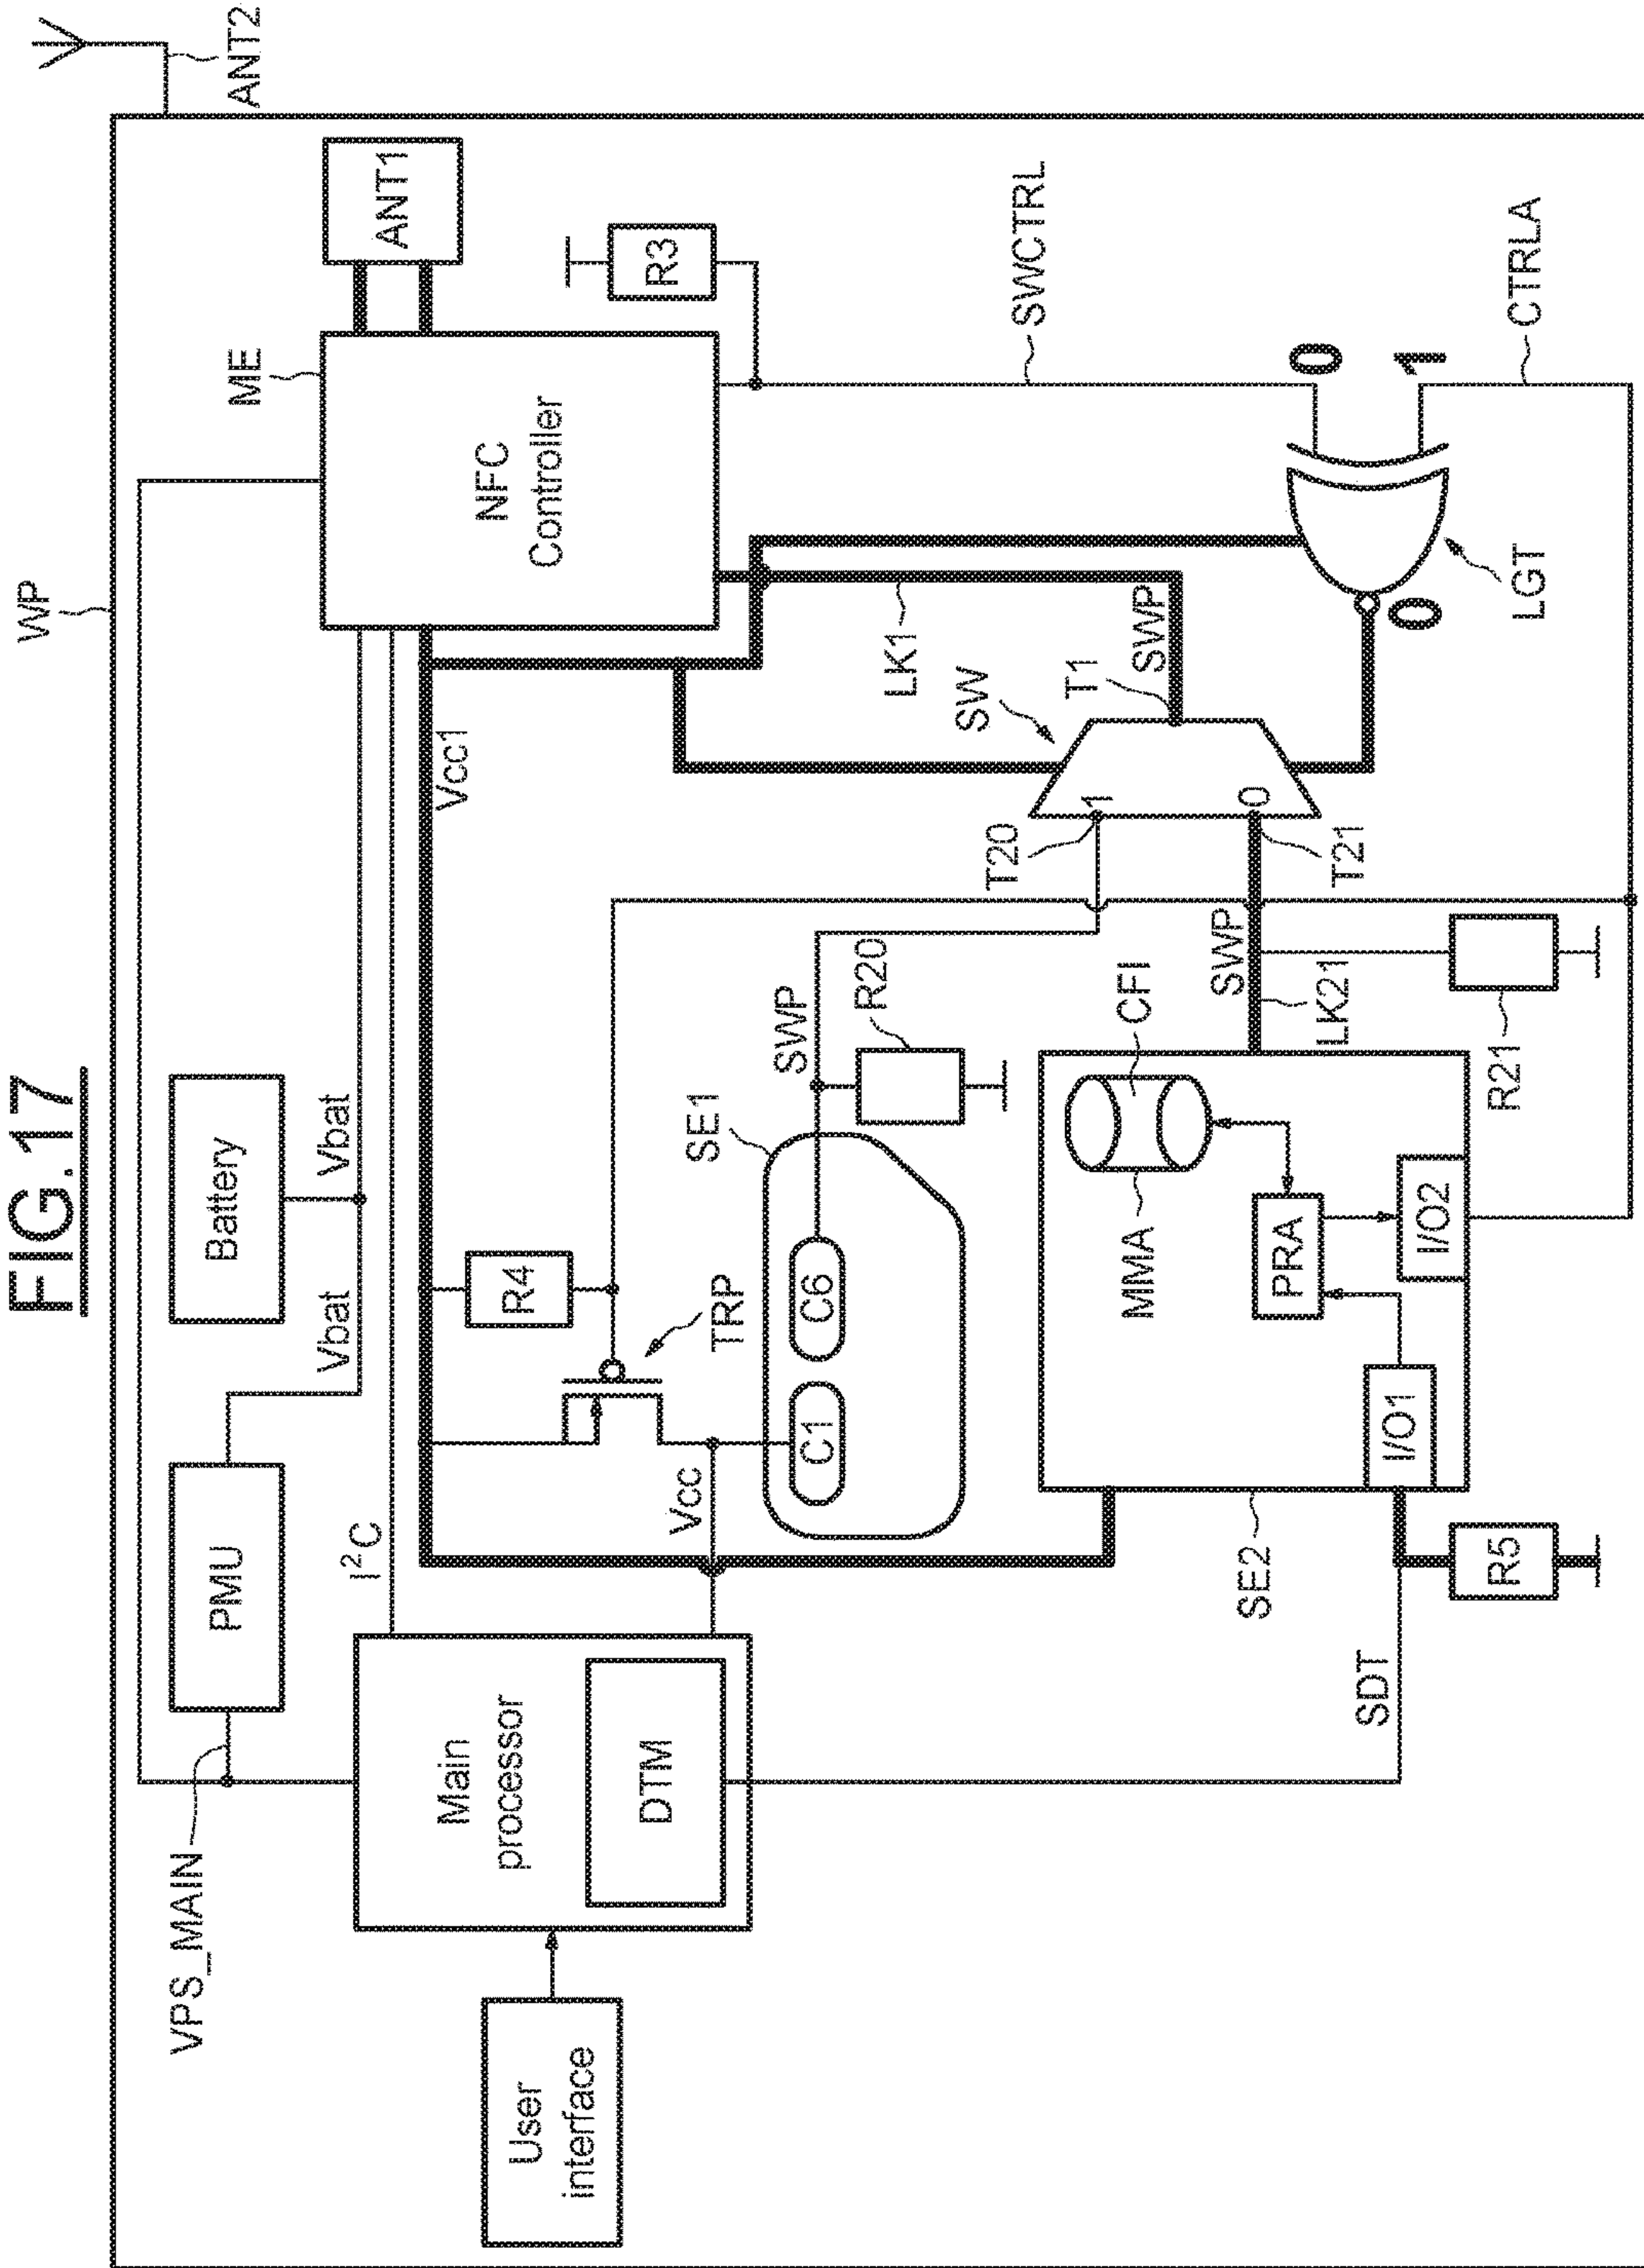 FIG.17
WP
ANT2
VPS_MAIN
PMU
Vbat
Battery
Vbat
ME
I²C
User
interface
Main
processor
DTM
Vcc1
NFC
Controller
ANT1
R4
R3
TRP
Vcc
SE1
C1
C6
SWP
R20
LK1
SW
T20
1
T1
SWP
SWCTRL
MMA
CFI
SWP
0
T21
LK21
0
1
0
SE2
PRA
I/O1
I/O2
SDT
R5
R21
LGT
CTRLA